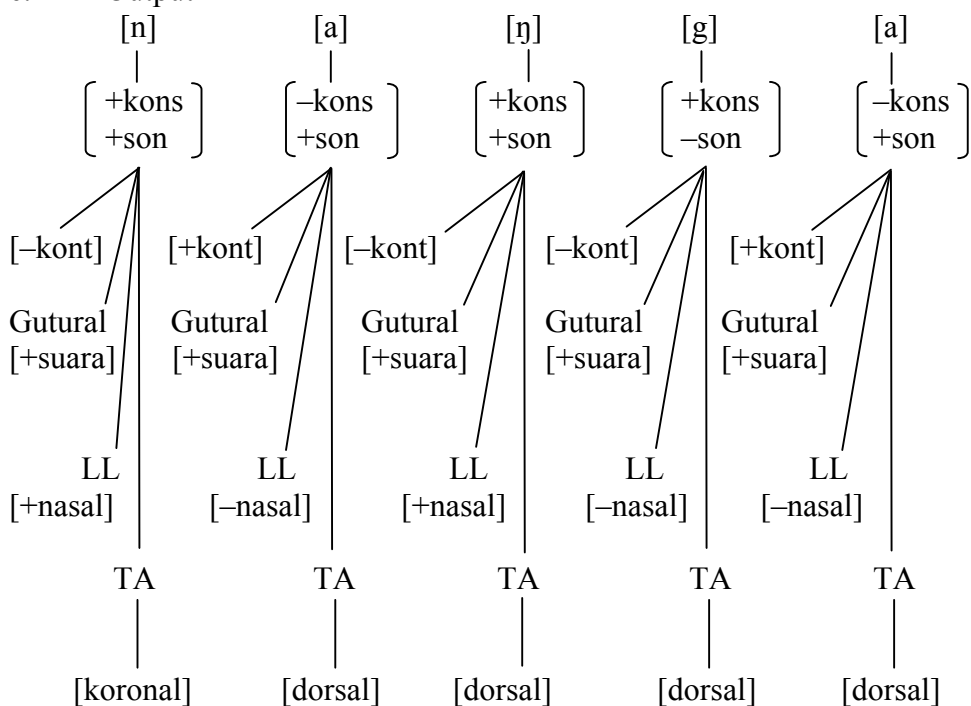 [n] [a] [ŋ] [g] [a]
+kons –kons +kons +kons –kons
+son +son +son –son +son
[–kont] [+kont] [–kont] [–kont] [+kont]
Gutural Gutural Gutural Gutural Gutural
[+suara] [+suara] [+suara] [+suara] [+suara]
LL LL LL LL LL
[+nasal] [–nasal] [+nasal] [–nasal] [–nasal]
TA TA TA TA TA
[koronal] [dorsal] [dorsal] [dorsal] [dorsal]